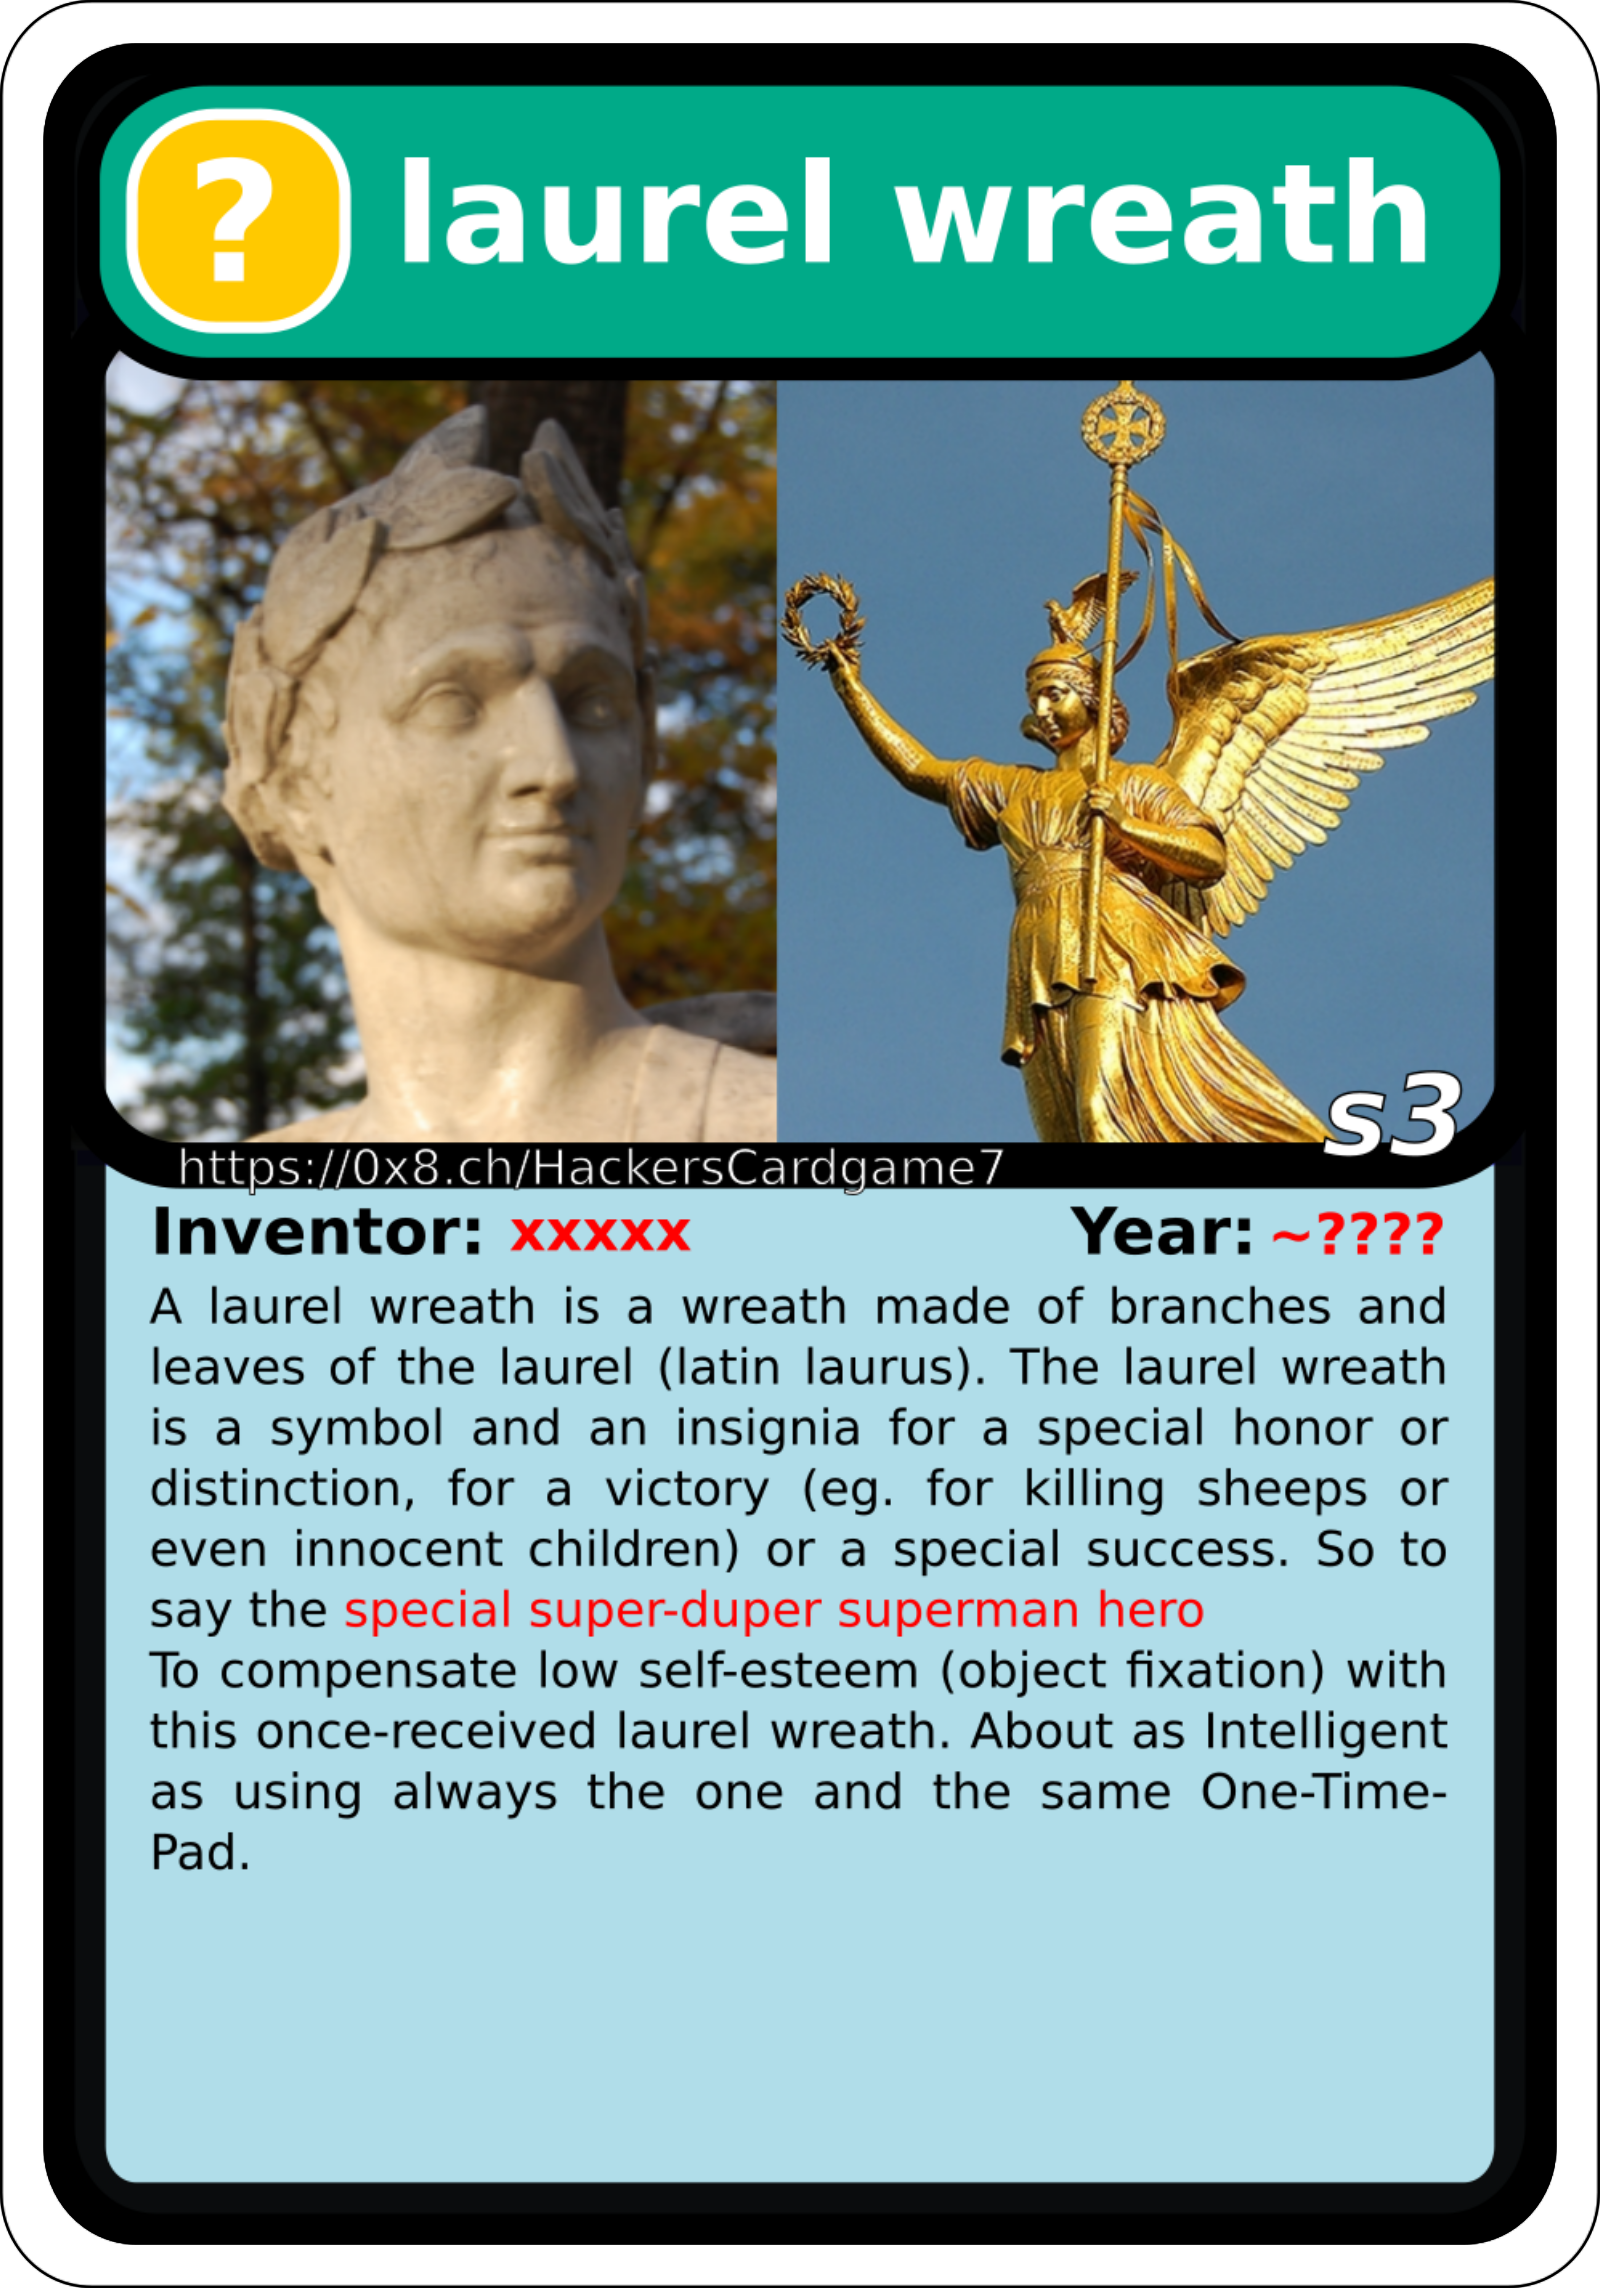 ? laurel wreath
s3
https://0x8.ch/HackersCardgame7
Inventor: xxxxx Year: ~????
A laurel wreath is a wreath made of branches and
leaves of the laurel (latin laurus). The laurel wreath
is a symbol and an insignia for a special honor or
distinction, for a victory (eg. for killing sheeps or
even innocent children) or a special success. So to
say the special super-duper superman hero
To compensate low self-esteem (object fixation) with
this once-received laurel wreath. About as Intelligent
as using always the one and the same One-Time-
Pad.